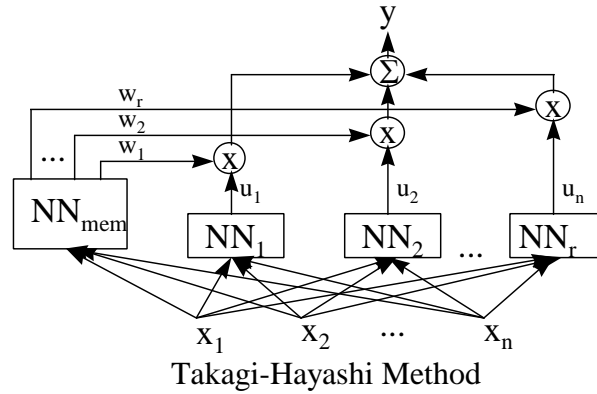 y
Σ
w_r
x
w_2
x
... w_1
x
NN_mem
u_1 u_2 u_n
NN_1 NN_2 ... NN_r
x_1 x_2 ... x_n
Takagi-Hayashi Method